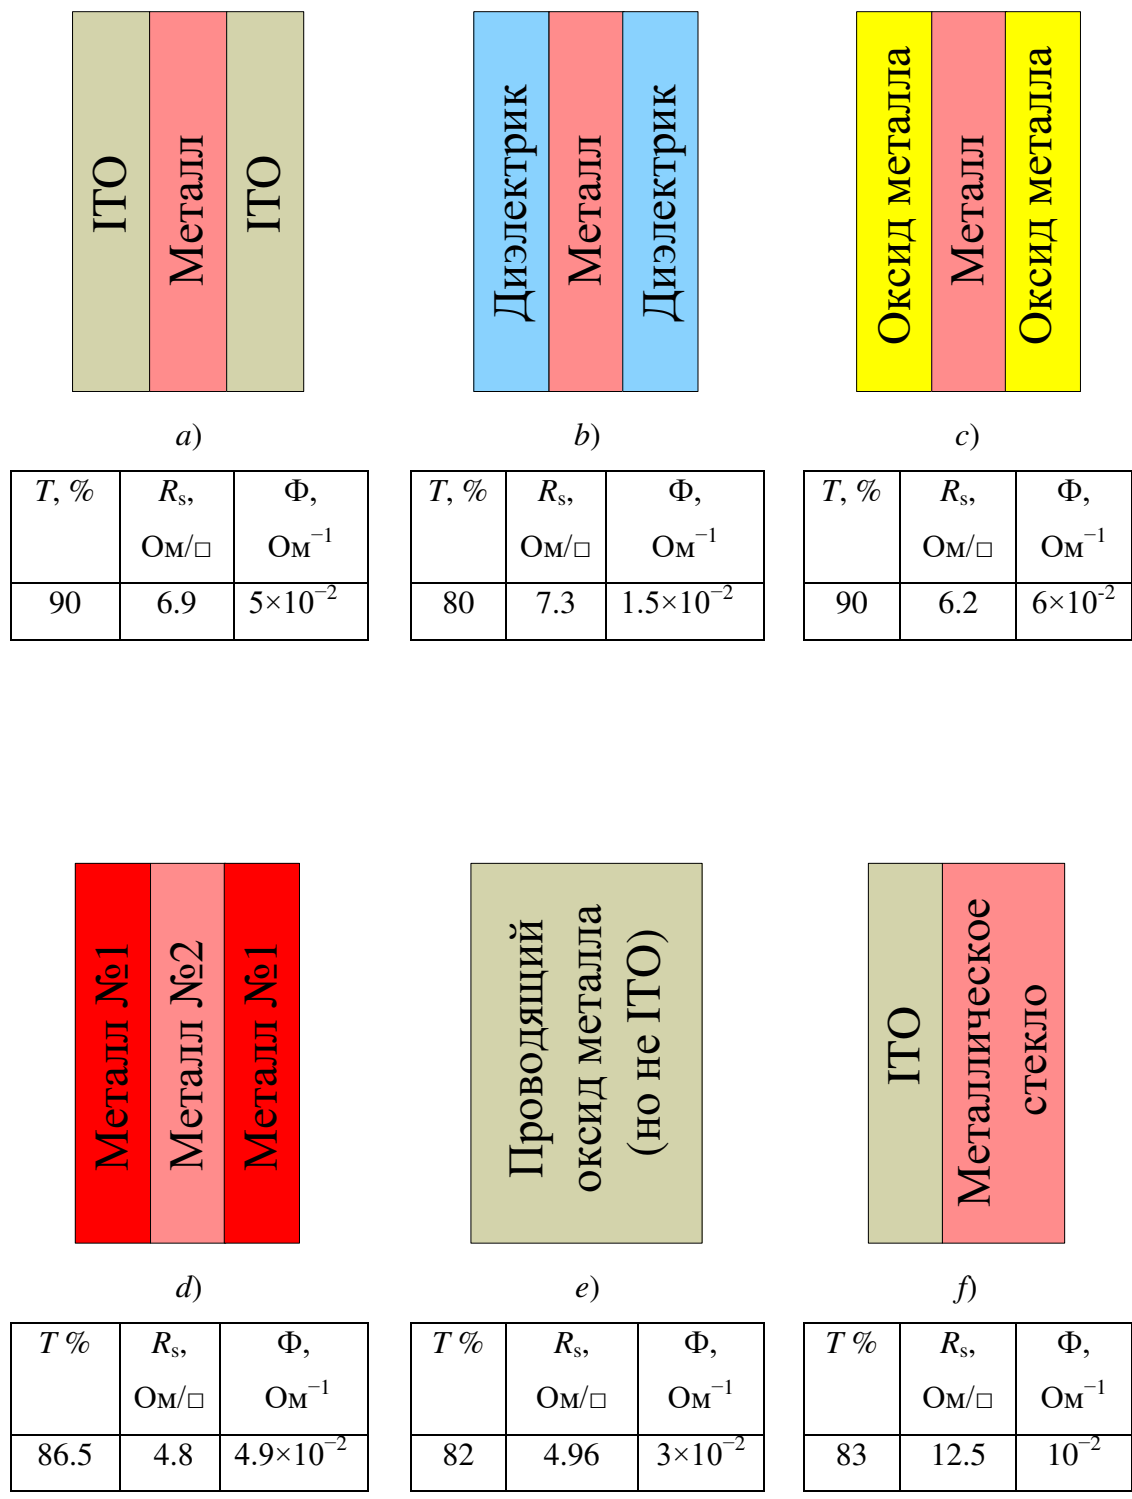 ITO
Металл
ITO
Диэлектрик
Металл
Диэлектрик
Оксид металла
Металл
Оксид металла
a)
b)
c)
T, % Rs, Ом/□ Φ, Ом⁻¹
90 6.9 5×10⁻²
T, % Rs, Ом/□ Φ, Ом⁻¹
80 7.3 1.5×10⁻²
T, % Rs, Ом/□ Φ, Ом⁻¹
90 6.2 6×10⁻²
Металл №1
Металл №2
Металл №1
Проводящий
оксид металла
(но не ITO)
ITO
Металлическое
стекло
d)
e)
f)
T % Rs, Ом/□ Φ, Ом⁻¹
86.5 4.8 4.9×10⁻²
T % Rs, Ом/□ Φ, Ом⁻¹
82 4.96 3×10⁻²
T % Rs, Ом/□ Φ, Ом⁻¹
83 12.5 10⁻²